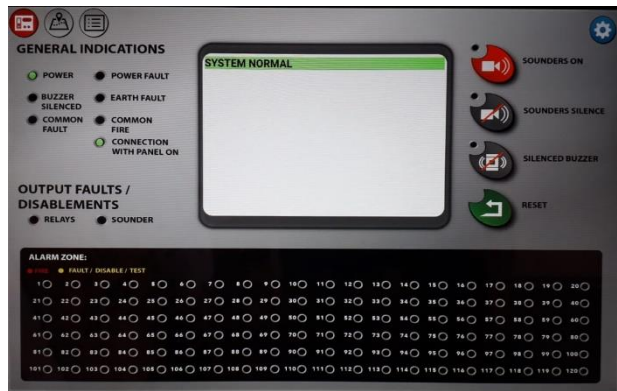 GENERAL INDICATIONS
POWER
POWER FAULT
BUZZER
SILENCED
EARTH FAULT
COMMON
FAULT
COMMON
FIRE
CONNECTION
WITH PANEL ON
OUTPUT FAULTS /
DISABLEMENTS
RELAYS
SOUNDER
SYSTEM NORMAL
SOUNDERS ON
SOUNDERS SILENCE
SILENCED BUZZER
RESET
ALARM ZONE:
FIRE
FAULT / DISABLE / TEST
1 2 3 4 5 6 7 8 9 10 11 12 13 14 15 16 17 18 19 20
21 22 23 24 25 26 27 28 29 30 31 32 33 34 35 36 37 38 39 40
41 42 43 44 45 46 47 48 49 50 51 52 53 54 55 56 57 58 59 60
61 62 63 64 65 66 67 68 69 70 71 72 73 74 75 76 77 78 79 80
81 82 83 84 85 86 87 88 89 90 91 92 93 94 95 96 97 98 99 100
101 102 103 104 105 106 107 108 109 110 111 112 113 114 115 116 117 118 119 120